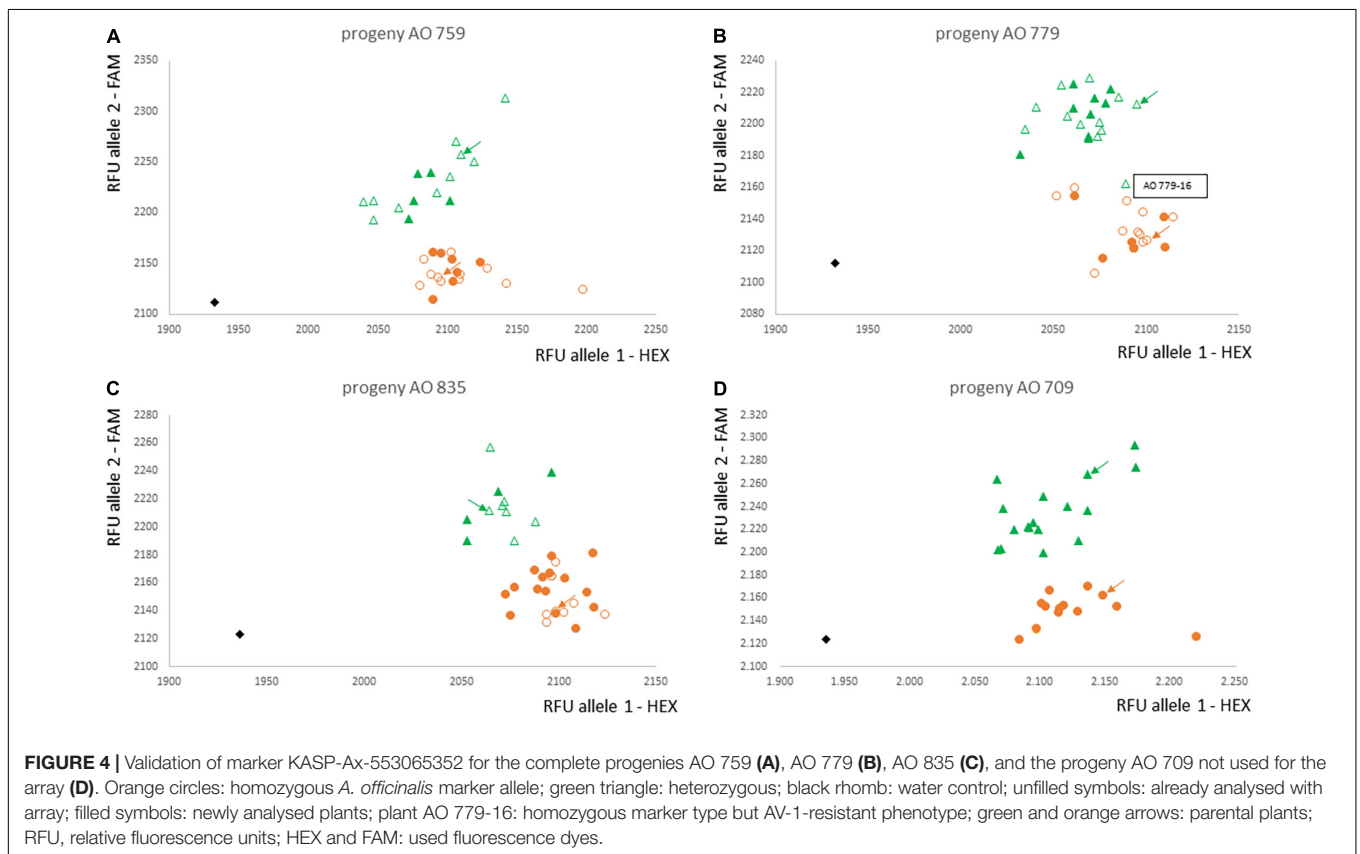 A
progeny AO 759
RFU allele 2 - FAM
2350
2300
2250
2200
2150
2100
1900 1950 2000 2050 2100 2150 2200 2250
RFU allele 1 - HEX
B
progeny AO 779
RFU allele 2 - FAM
2240
2220
2200
2180
2160
2140
2120
2100
2080
AO 779-16
1900 1950 2000 2050 2100 2150
RFU allele 1 - HEX
C
progeny AO 835
RFU allele 2 - FAM
2280
2260
2240
2220
2200
2180
2160
2140
2120
2100
1900 1950 2000 2050 2100 2150
RFU allele 1 - HEX
D
progeny AO 709
RFU allele 2 - FAM
2.320
2.300
2.280
2.260
2.240
2.220
2.200
2.180
2.160
2.140
2.120
2.100
1.900 1.950 2.000 2.050 2.100 2.150 2.200 2.250
RFU allele 1 - HEX
FIGURE 4 | Validation of marker KASP-Ax-553065352 for the complete progenies AO 759 (A), AO 779 (B), AO 835 (C), and the progeny AO 709 not used for the
array (D). Orange circles: homozygous A. officinalis marker allele; green triangle: heterozygous; black rhomb: water control; unfilled symbols: already analysed with
array; filled symbols: newly analysed plants; plant AO 779-16: homozygous marker type but AV-1-resistant phenotype; green and orange arrows: parental plants;
RFU, relative fluorescence units; HEX and FAM: used fluorescence dyes.